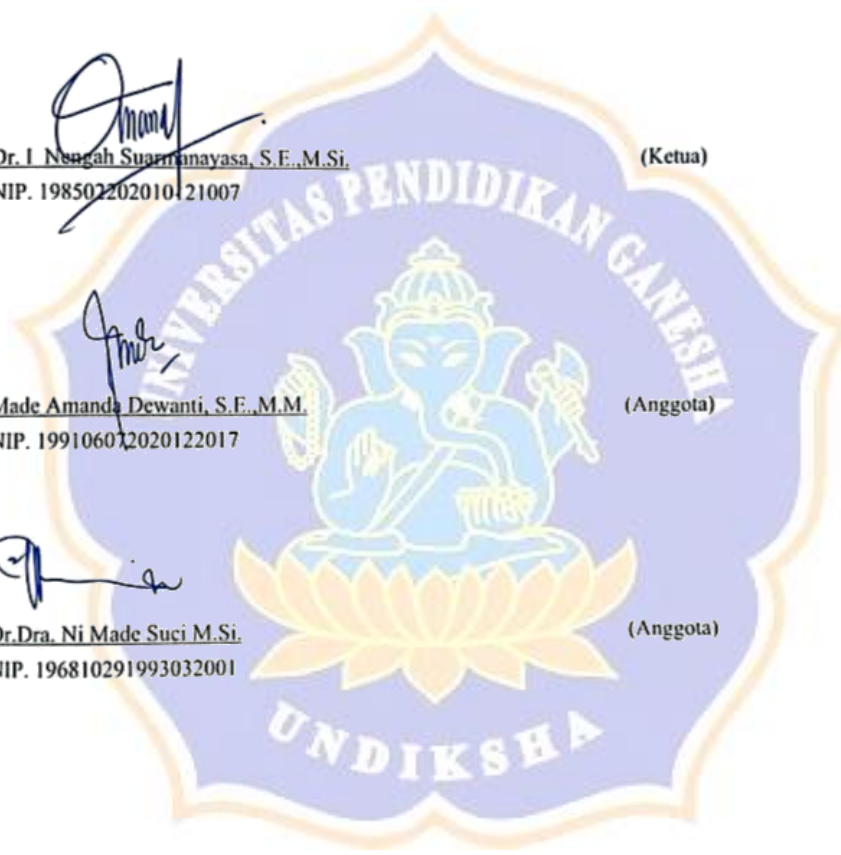 Dr. I Nengah Suarmanayasa, S.E.,M.Si.
(Ketua)
NIP. 198502202010121007
UNIVERSITAS PENDIDIKAN GANESHA
Made Amanda Dewanti, S.E.,M.M.
(Anggota)
NIP. 199106072020122017
Dr.Dra. Ni Made Suci M.Si.
(Anggota)
NIP. 196810291993032001
UNDIKSHA